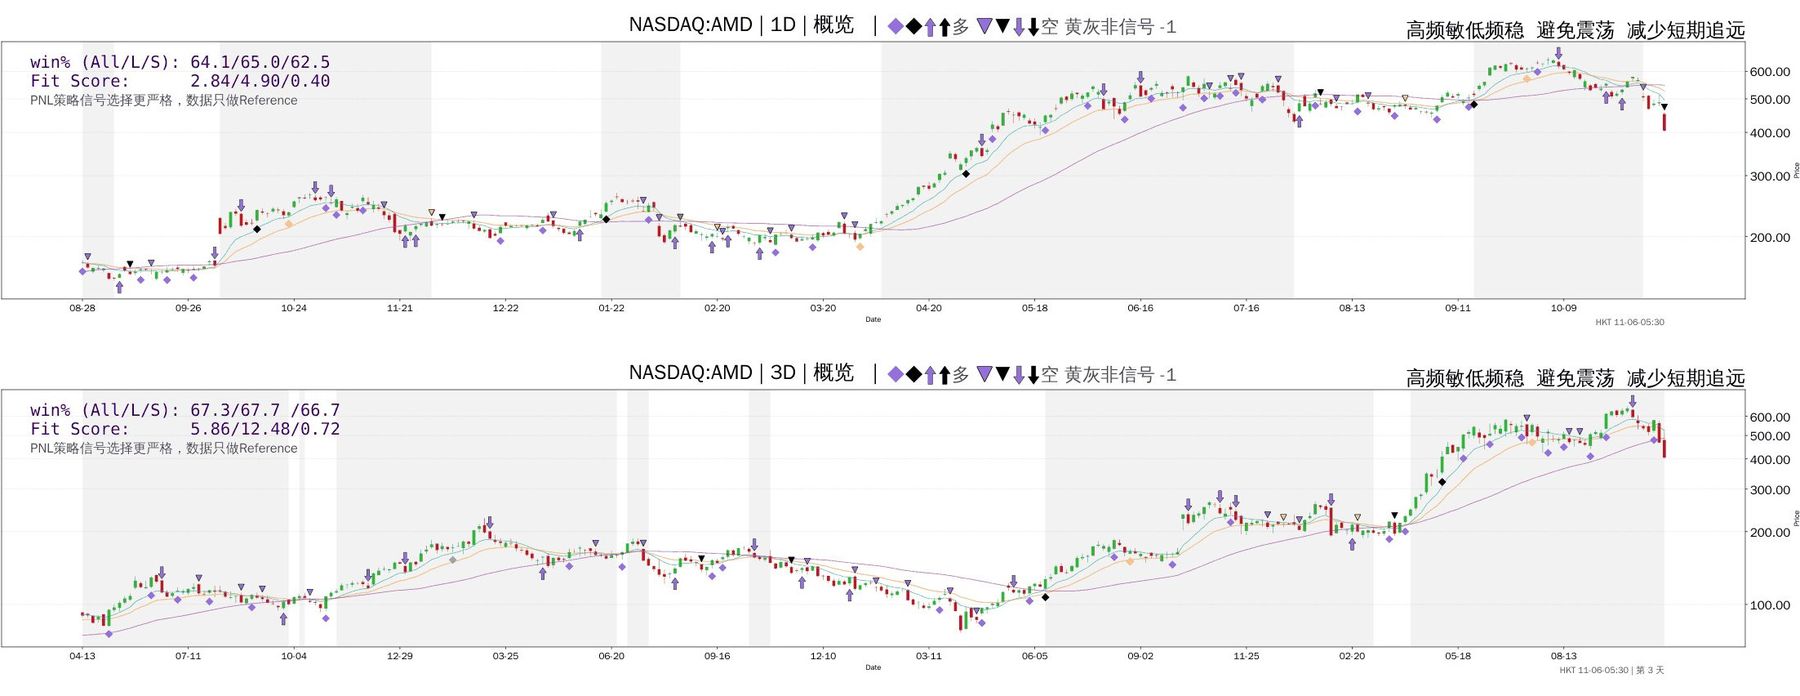 NASDAQ:AMD | 1D | 概览 | 多 空 黄灰非信号 -1
高频敏低频稳 避免震荡 减少短期追远
win% (All/L/S): 64.1/65.0/62.5
Fit Score: 2.84/4.90/0.40
PNL策略信号选择更严格，数据只做Reference
600.00
500.00
400.00
300.00
200.00
Price
08-28 09-26 10-24 11-21 12-22 01-22 02-20 03-20 04-20 05-18 06-16 07-16 08-13 09-11 10-09
Date
HKT 11-06-05:30
NASDAQ:AMD | 3D | 概览 | 多 空 黄灰非信号 -1
高频敏低频稳 避免震荡 减少短期追远
win% (All/L/S): 67.3/67.7 /66.7
Fit Score: 5.86/12.48/0.72
PNL策略信号选择更严格，数据只做Reference
600.00
500.00
400.00
300.00
200.00
100.00
Price
04-13 07-11 10-04 12-29 03-25 06-20 09-16 12-10 03-11 06-05 09-02 11-25 02-20 05-18 08-13
Date
HKT 11-06-05:30 | 第 3 天